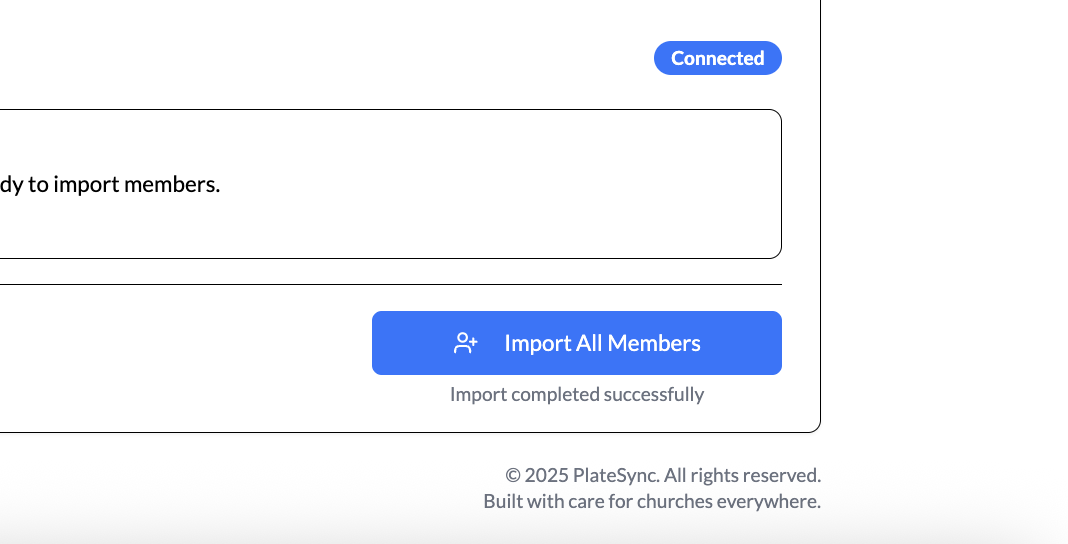 Connected
dy to import members.
Import All Members
Import completed successfully
© 2025 PlateSync. All rights reserved.
Built with care for churches everywhere.